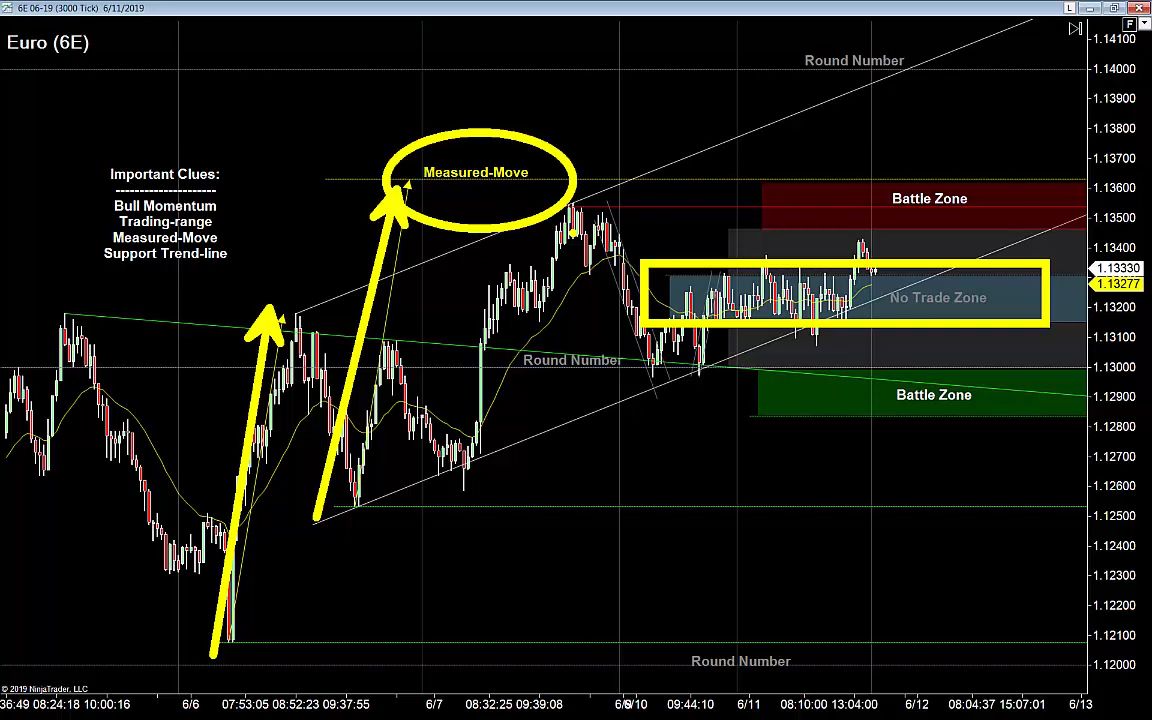 6E 06-19 (3000 Tick) 6/11/2019
L
F
Euro (6E)
Round Number
Important Clues:
---------------------
Bull Momentum
Trading-range
Measured-Move
Support Trend-line
Measured-Move
Battle Zone
No Trade Zone
Round Number
Battle Zone
Round Number
1.14100
1.14000
1.13900
1.13800
1.13700
1.13600
1.13500
1.13400
1.13330
1.13277
1.13200
1.13100
1.13000
1.12900
1.12800
1.12700
1.12600
1.12500
1.12400
1.12300
1.12200
1.12100
1.12000
© 2019 NinjaTrader, LLC
36:49 08:24:18 10:00:16 6/6 07:53:05 08:52:23 09:37:55 6/7 08:32:25 09:39:08 6/10 09:44:10 6/11 08:10:00 13:04:00 6/12 08:04:37 15:07:01 6/13